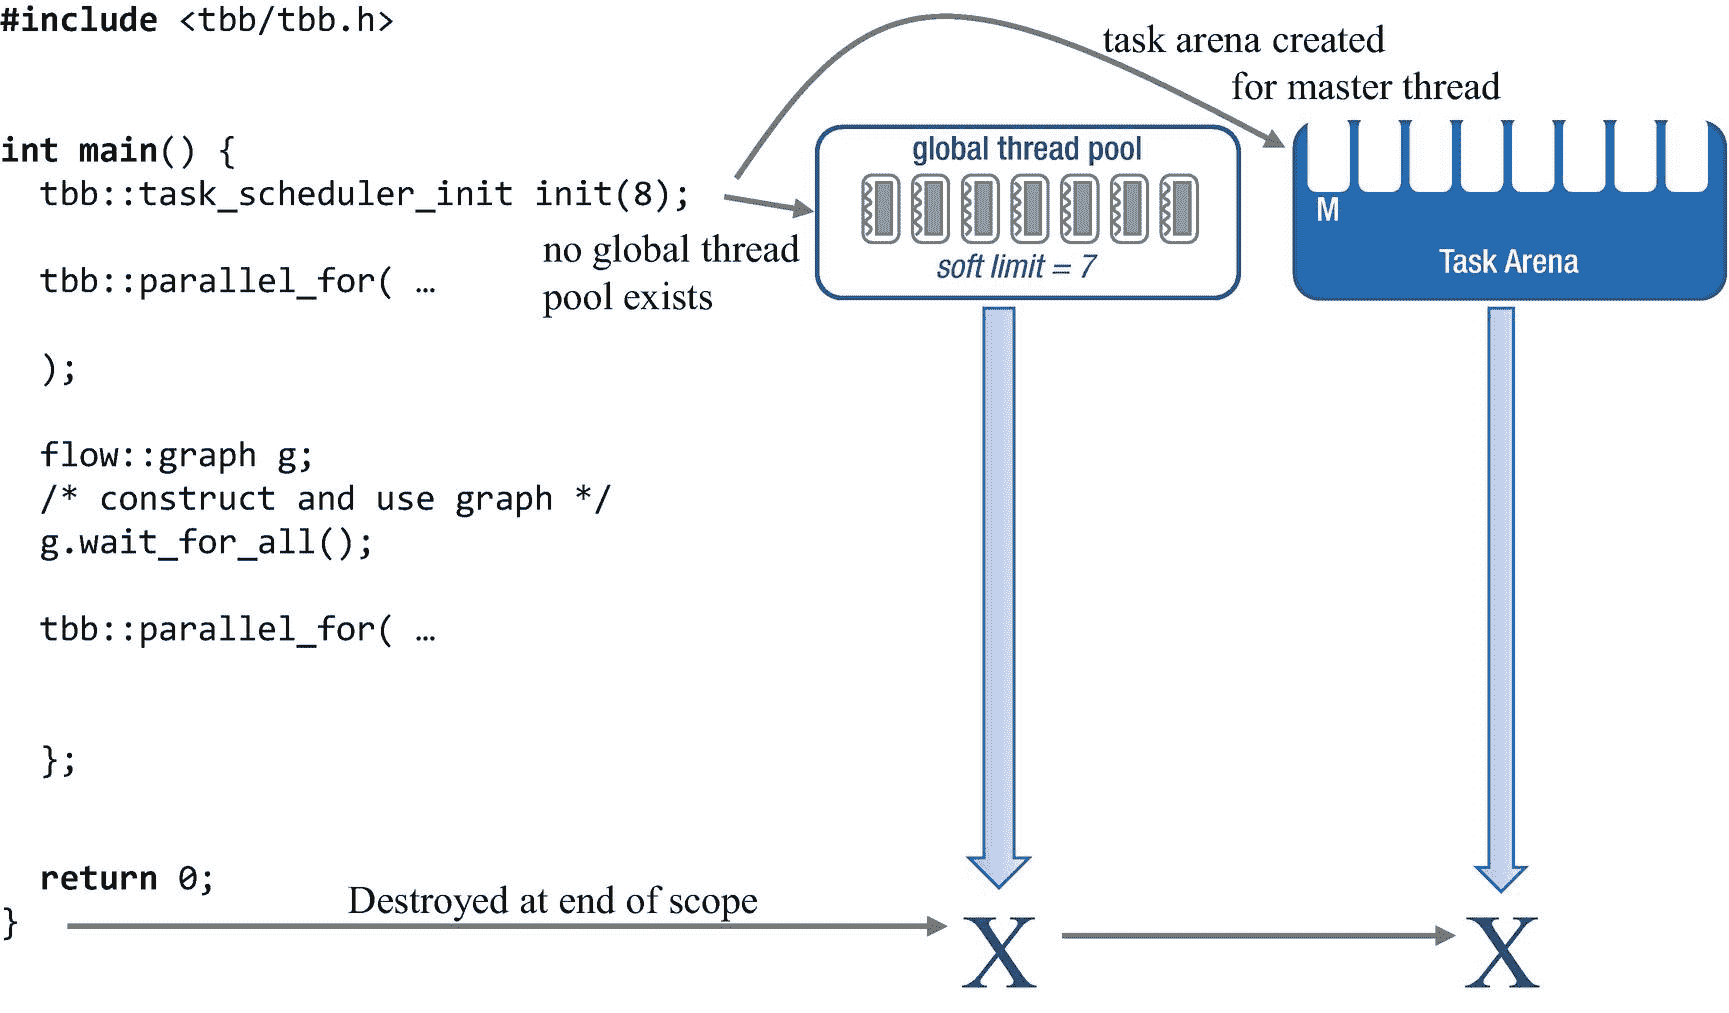 #include <tbb/tbb.h>
int main() {
tbb::task_scheduler_init init(8);
tbb::parallel_for( …
);
flow::graph g;
/* construct and use graph */
g.wait_for_all();
tbb::parallel_for( …
};
return 0;
}
no global thread
pool exists
global thread pool
soft limit = 7
task arena created
for master thread
M
Task Arena
Destroyed at end of scope
X
X